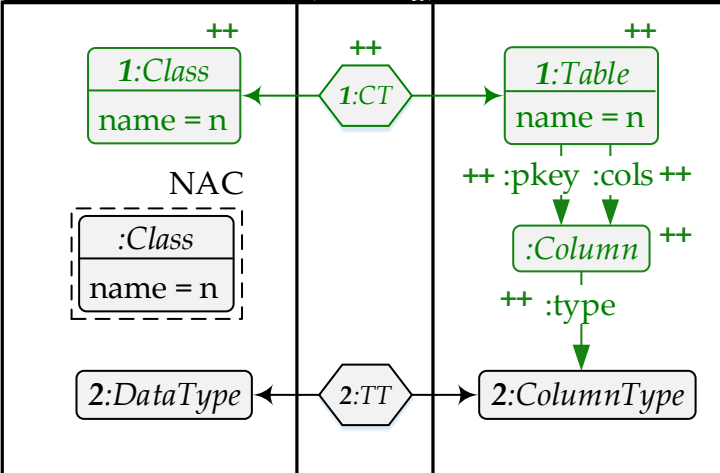 ++ ++ ++
1:Class 1:CT 1:Table
name = n name = n
NAC ++ :pkey :cols ++
:Class :Column ++
name = n ++ :type
2:DataType 2:TT 2:ColumnType